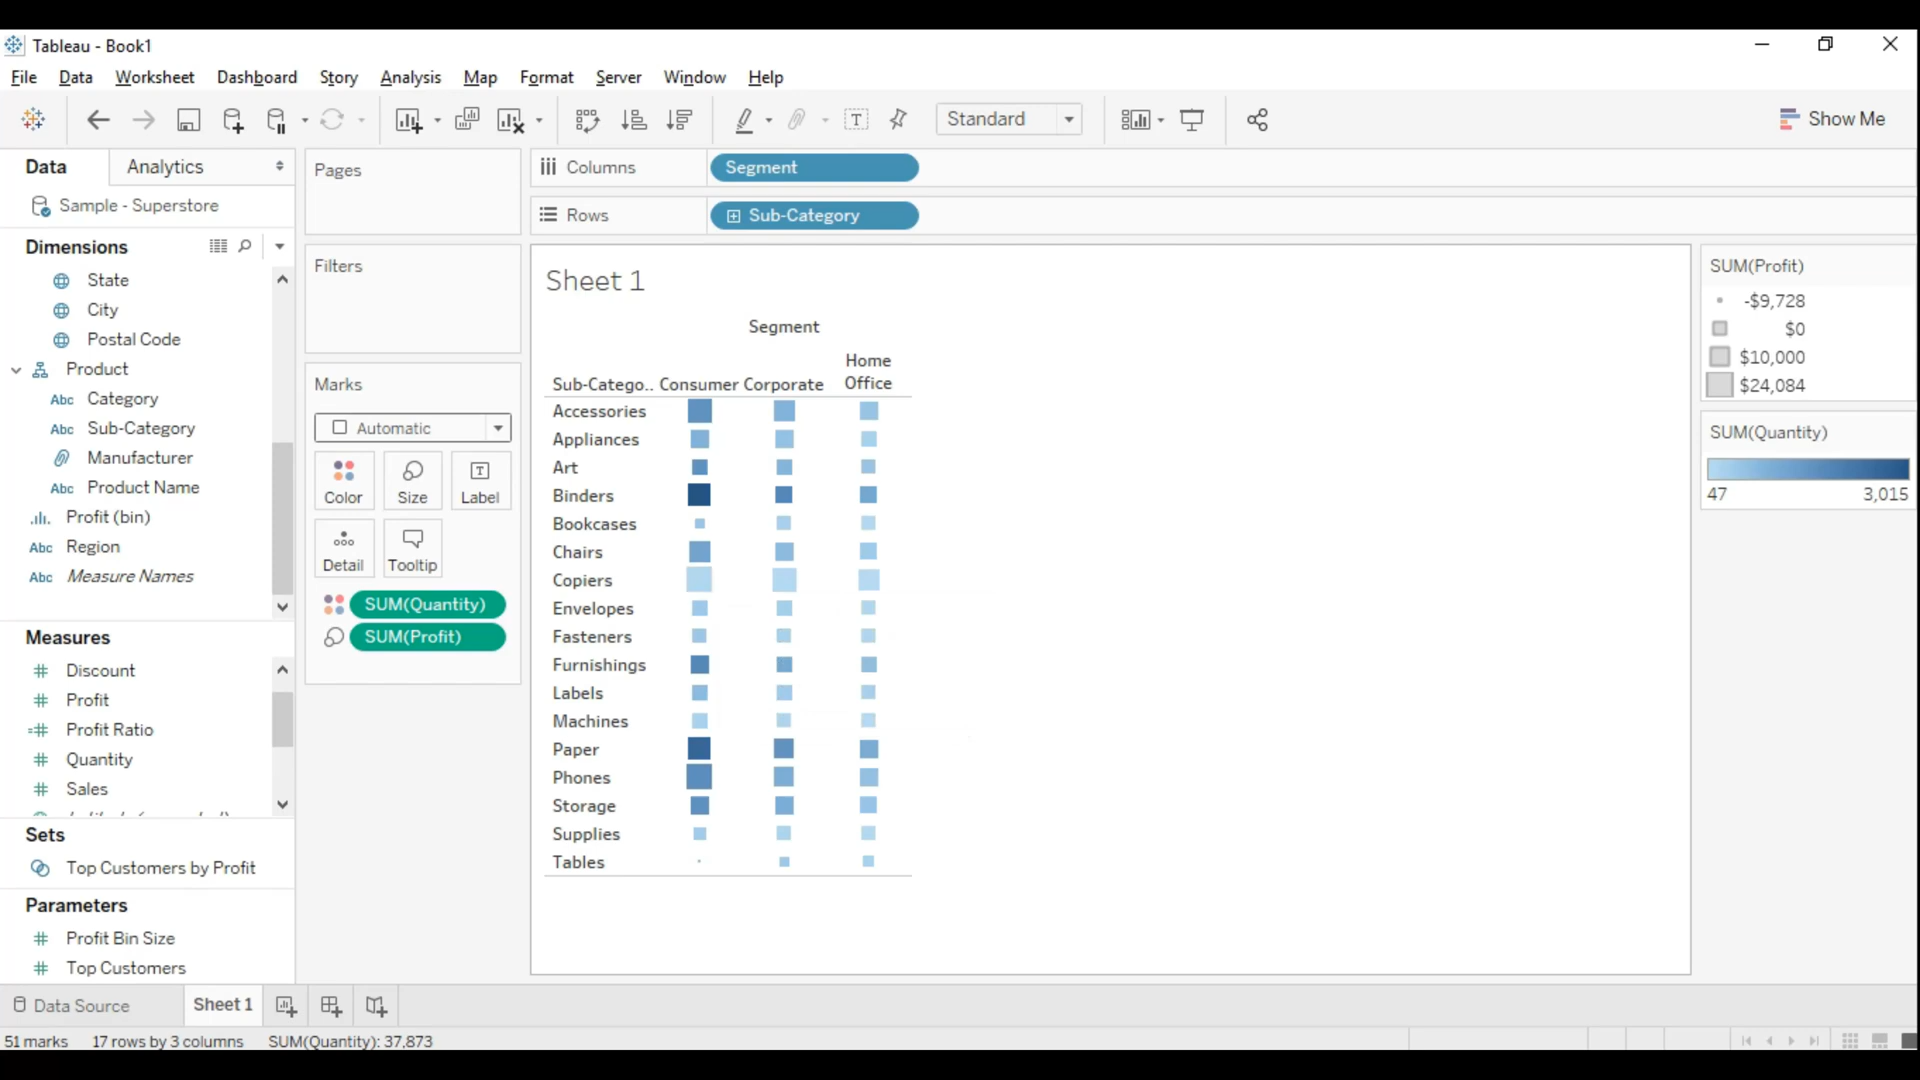 Tableau - Book1
File Data Worksheet Dashboard Story Analysis Map Format Server Window Help
Standard
Show Me
Data Analytics
Sample - Superstore
Dimensions
State
City
Postal Code
Product
Abc Category
Abc Sub-Category
Manufacturer
Abc Product Name
Profit (bin)
Abc Region
Abc Measure Names
Measures
# Discount
# Profit
=# Profit Ratio
# Quantity
# Sales
Sets
Top Customers by Profit
Parameters
# Profit Bin Size
# Top Customers
Pages
Filters
Marks
Automatic
Color Size Label
Detail Tooltip
SUM(Quantity)
SUM(Profit)
Columns Segment
Rows Sub-Category
Sheet 1
Segment
Sub-Catego.. Consumer Corporate Home Office
Accessories
Appliances
Art
Binders
Bookcases
Chairs
Copiers
Envelopes
Fasteners
Furnishings
Labels
Machines
Paper
Phones
Storage
Supplies
Tables
SUM(Profit)
-$9,728
$0
$10,000
$24,084
SUM(Quantity)
47 3,015
Data Source Sheet 1
51 marks 17 rows by 3 columns SUM(Quantity): 37,873